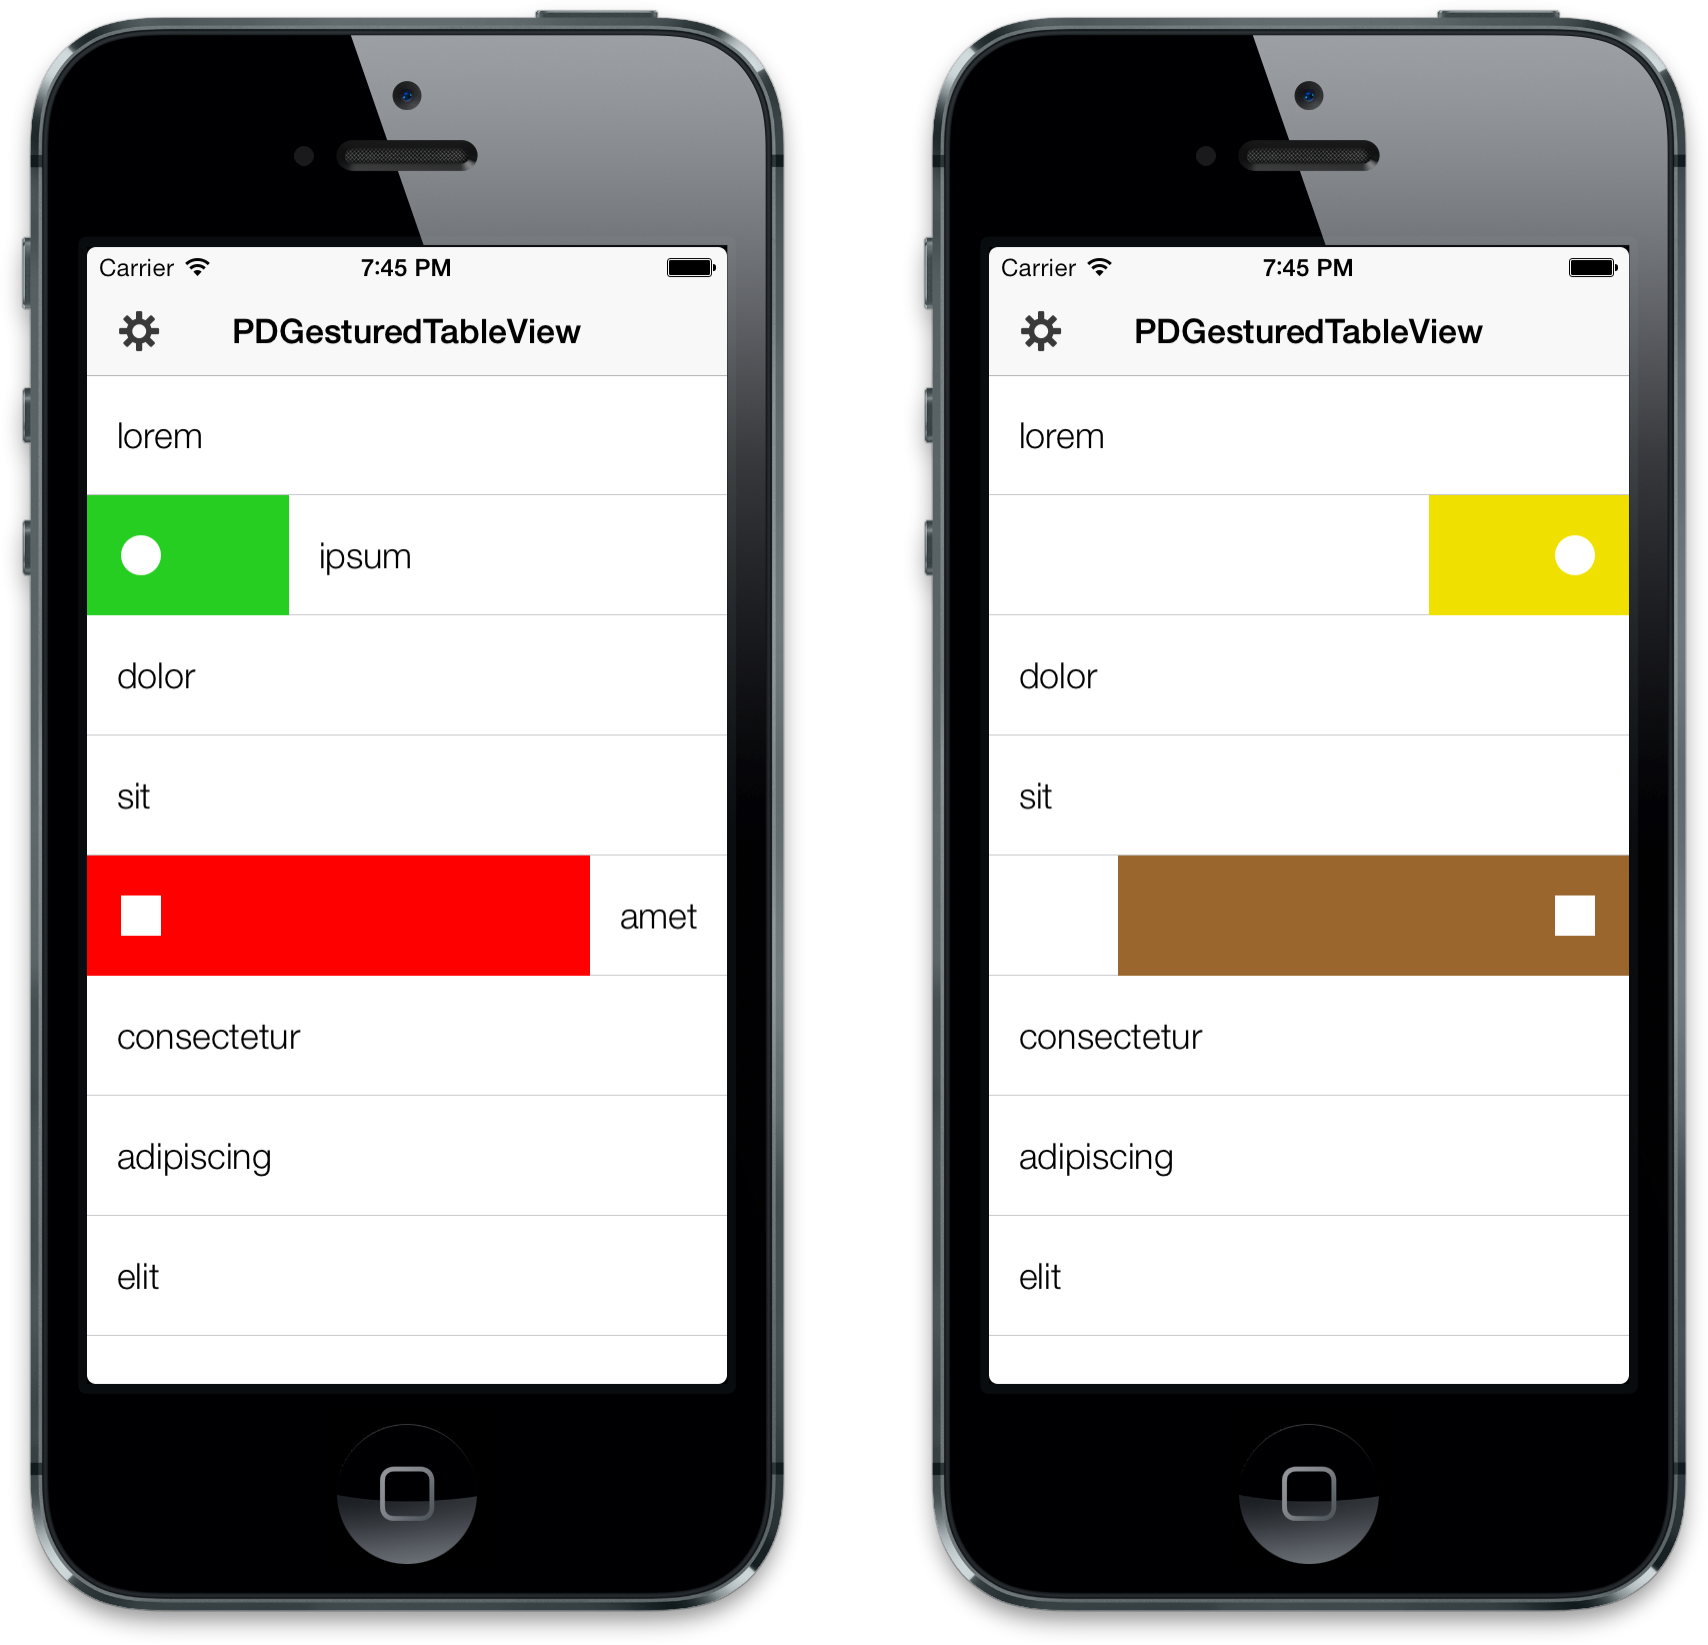 Carrier 7:45 PM
PDGesturedTableView
lorem
ipsum
dolor
sit
amet
consectetur
adipiscing
elit
Carrier 7:45 PM
PDGesturedTableView
lorem
dolor
sit
consectetur
adipiscing
elit